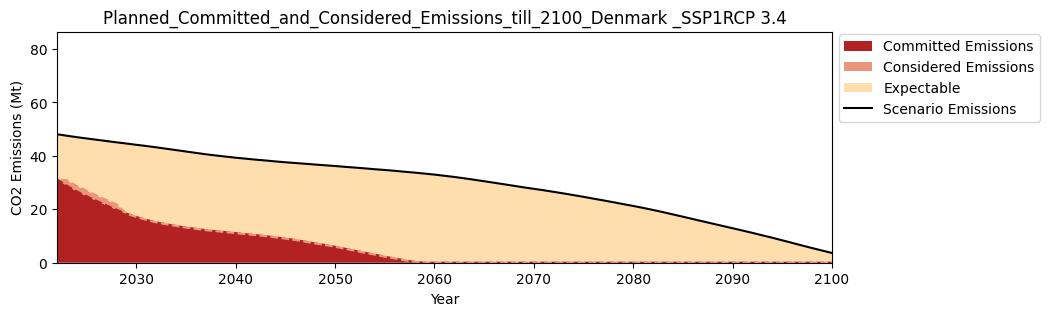 Planned_Committed_and_Considered_Emissions_till_2100_Denmark _SSP1RCP 3.4
CO2 Emissions (Mt)
80
60
40
20
0
2030
2040
2050
2060
2070
2080
2090
2100
Year
Committed Emissions
Considered Emissions
Expectable
Scenario Emissions